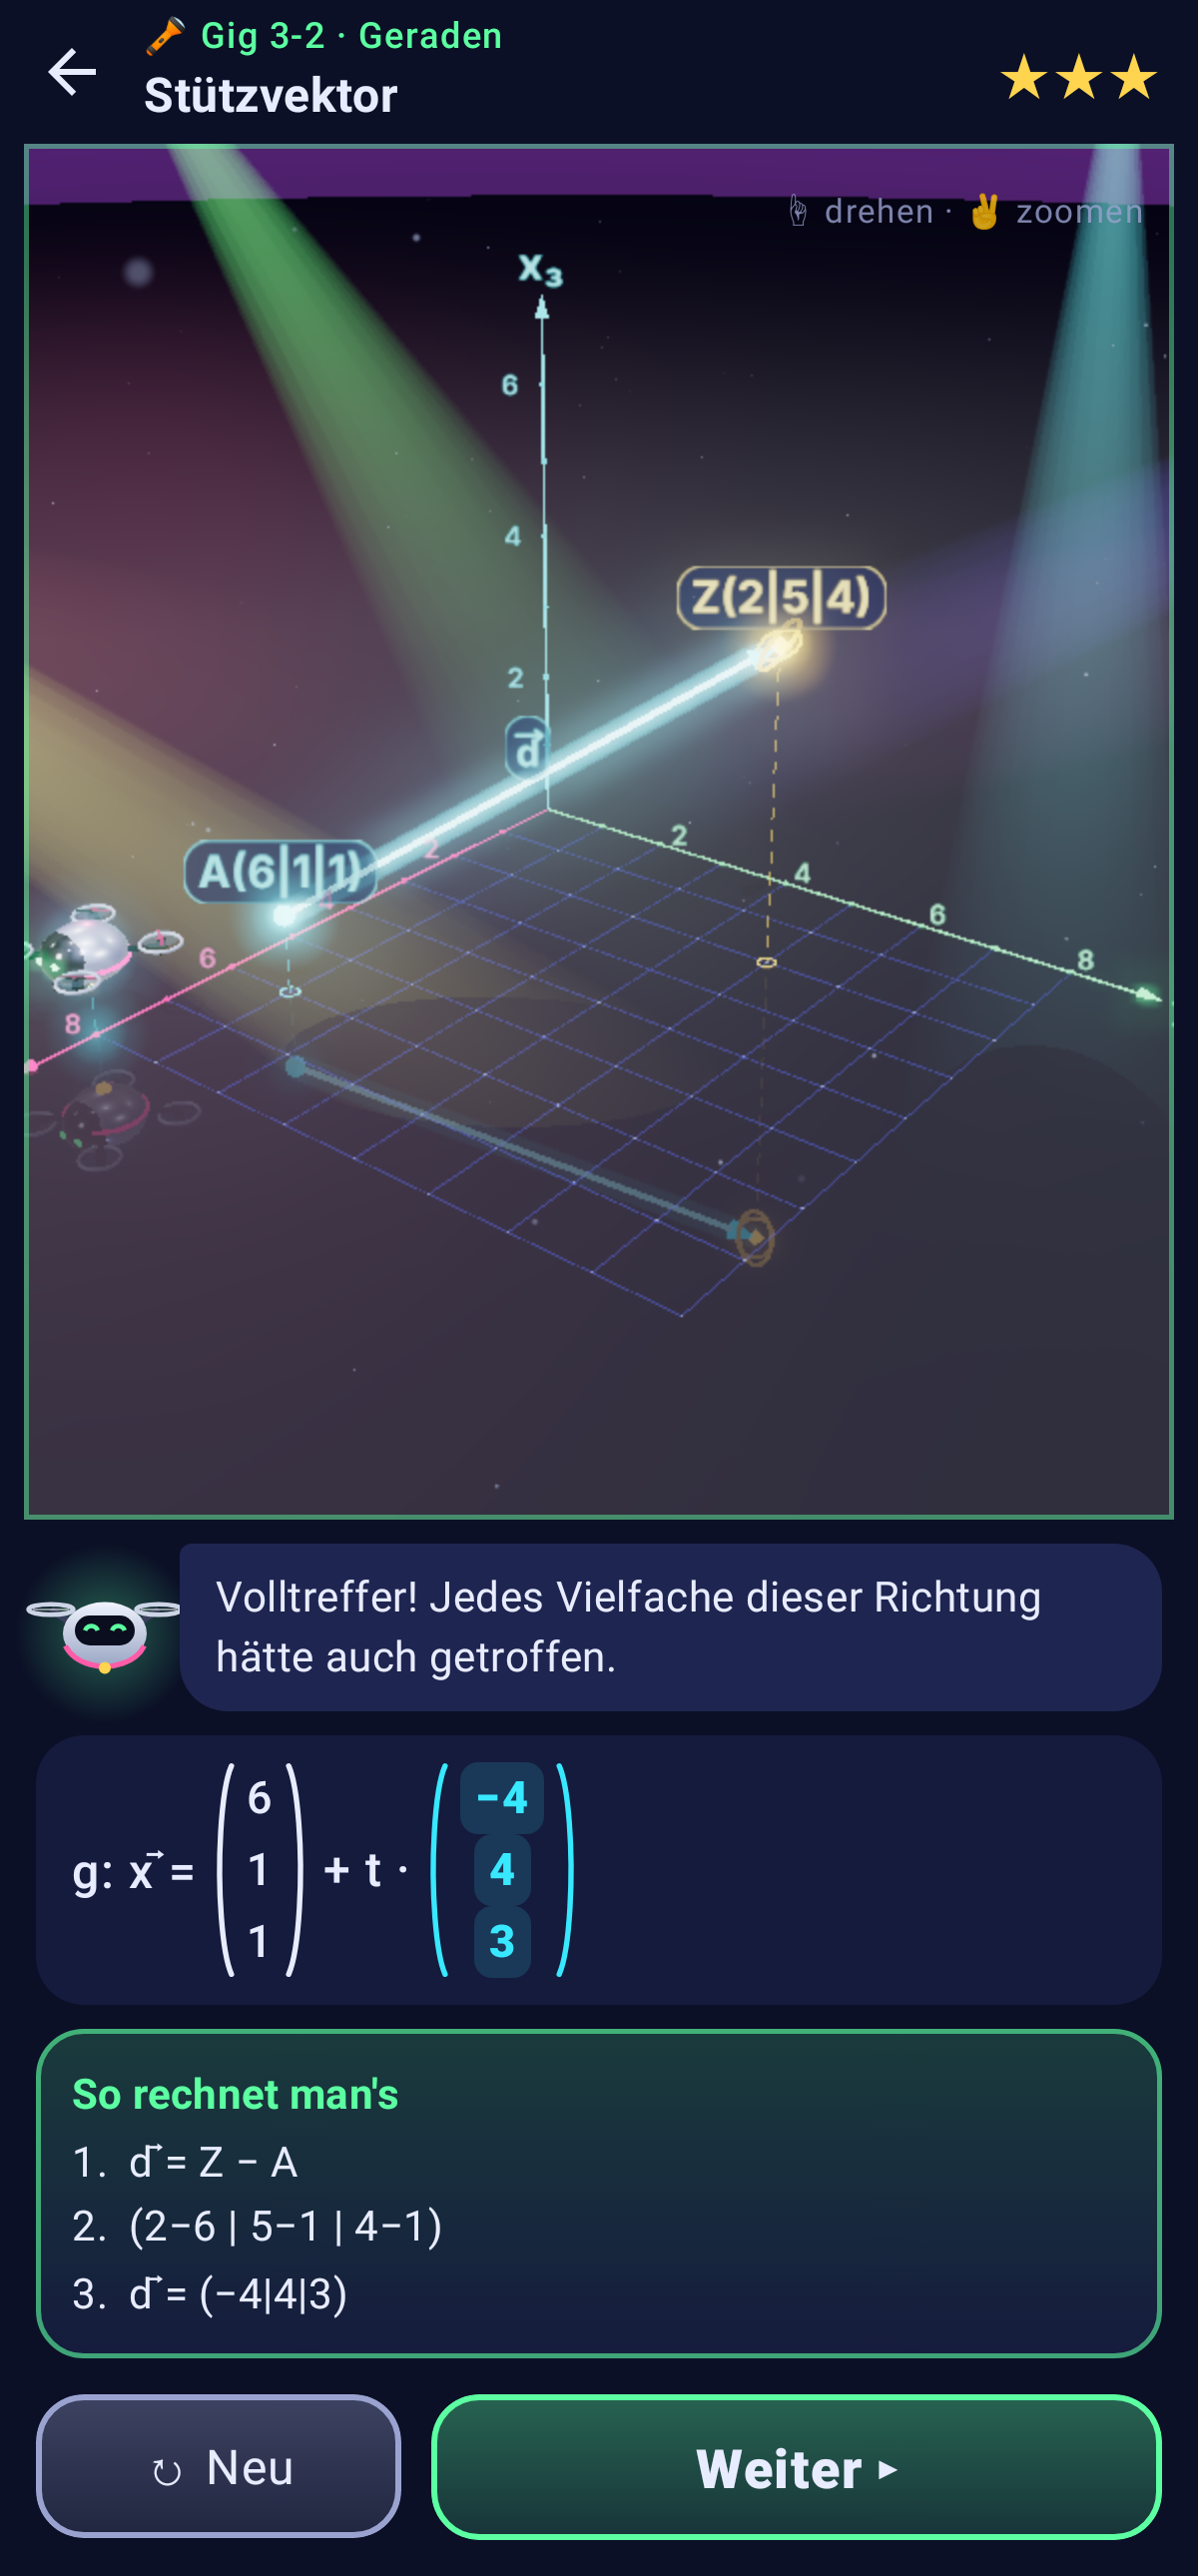 Gig 3-2 · Geraden
Stützvektor
★★★
☝ drehen · ✌ zoomen
x₃
6
4
2
Z(2|5|4)
d⃗
A(6|1|1)
2
4
6
8
2
4
6
8
Volltreffer! Jedes Vielfache dieser Richtung
hätte auch getroffen.
g: x⃗ = (6 1 1) + t · (−4 4 3)
So rechnet man's
1. d⃗ = Z − A
2. (2−6 | 5−1 | 4−1)
3. d⃗ = (−4|4|3)
↻ Neu
Weiter ▸